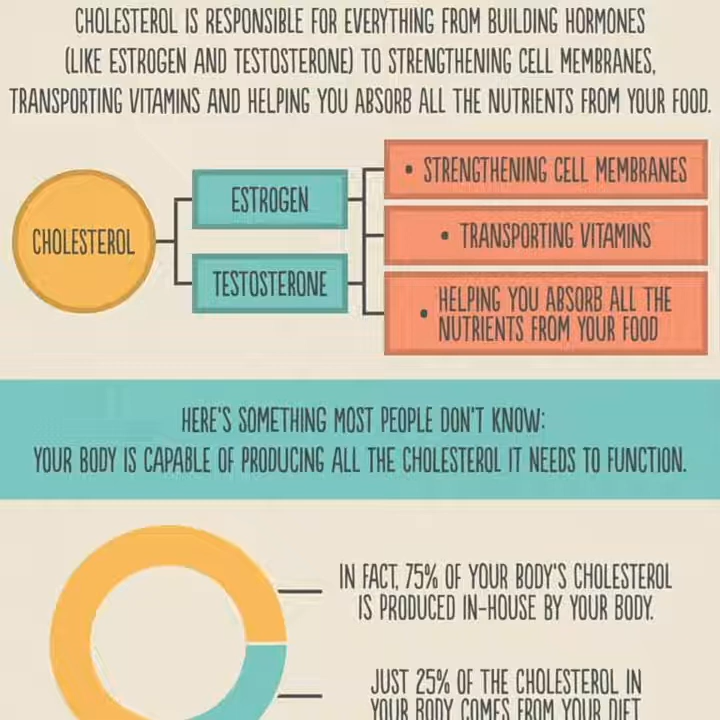 CHOLESTEROL IS RESPONSIBLE FOR EVERYTHING FROM BUILDING HORMONES
(LIKE ESTROGEN AND TESTOSTERONE) TO STRENGTHENING CELL MEMBRANES,
TRANSPORTING VITAMINS AND HELPING YOU ABSORB ALL THE NUTRIENTS FROM YOUR FOOD.
CHOLESTEROL
ESTROGEN
TESTOSTERONE
• STRENGTHENING CELL MEMBRANES
• TRANSPORTING VITAMINS
• HELPING YOU ABSORB ALL THE
NUTRIENTS FROM YOUR FOOD
HERE'S SOMETHING MOST PEOPLE DON'T KNOW:
YOUR BODY IS CAPABLE OF PRODUCING ALL THE CHOLESTEROL IT NEEDS TO FUNCTION.
IN FACT, 75% OF YOUR BODY'S CHOLESTEROL
IS PRODUCED IN-HOUSE BY YOUR BODY.
JUST 25% OF THE CHOLESTEROL IN
YOUR BODY COMES FROM YOUR DIET